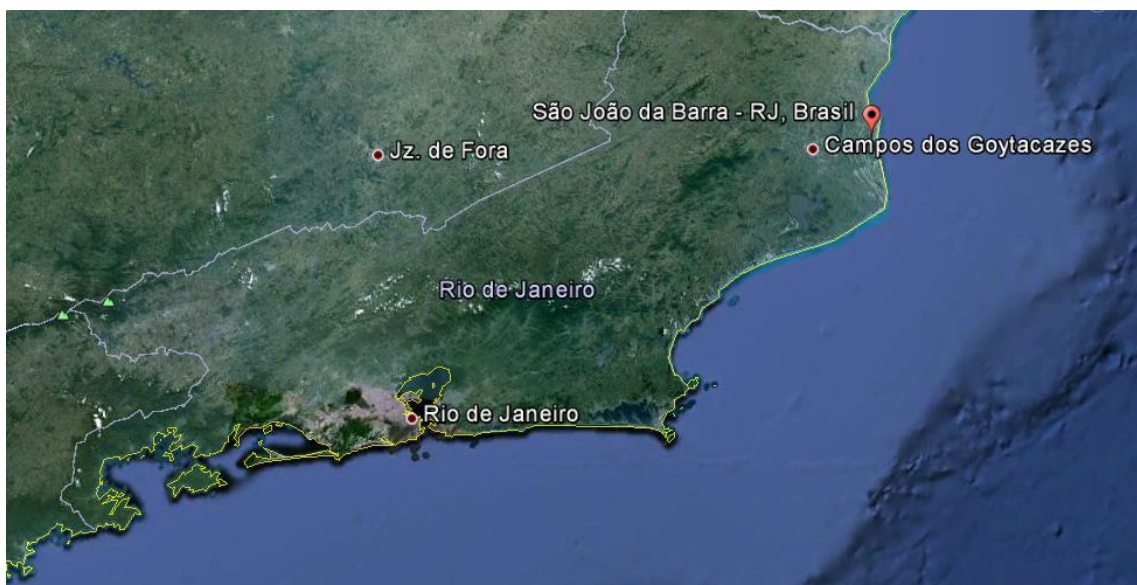 São João da Barra - RJ, Brasil
Campos dos Goytacazes
Jz. de Fora
Rio de Janeiro
Rio de Janeiro